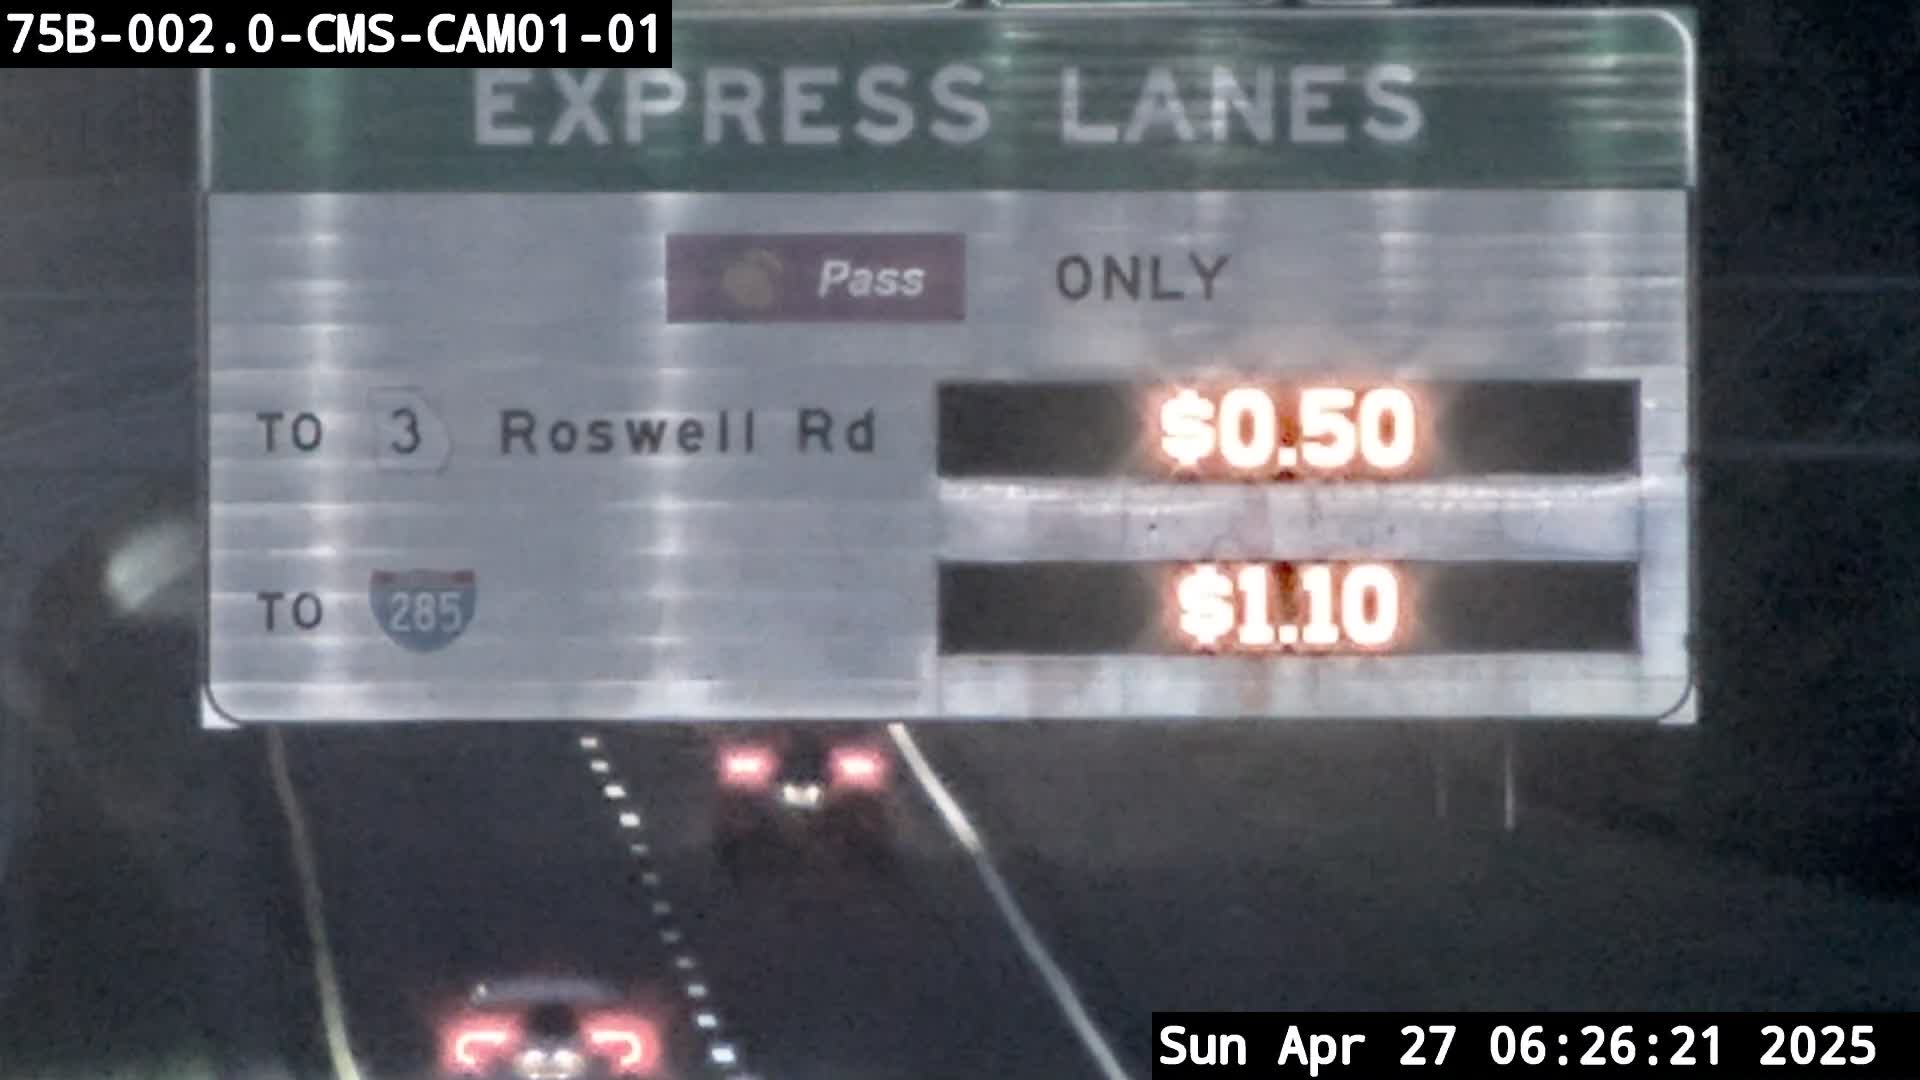 75B-002.0-CMS-CAM01-01
EXPRESS LANES
Pass ONLY
TO 3 Roswell Rd $0.50
TO 285 $1.10
Sun Apr 27 06:26:21 2025